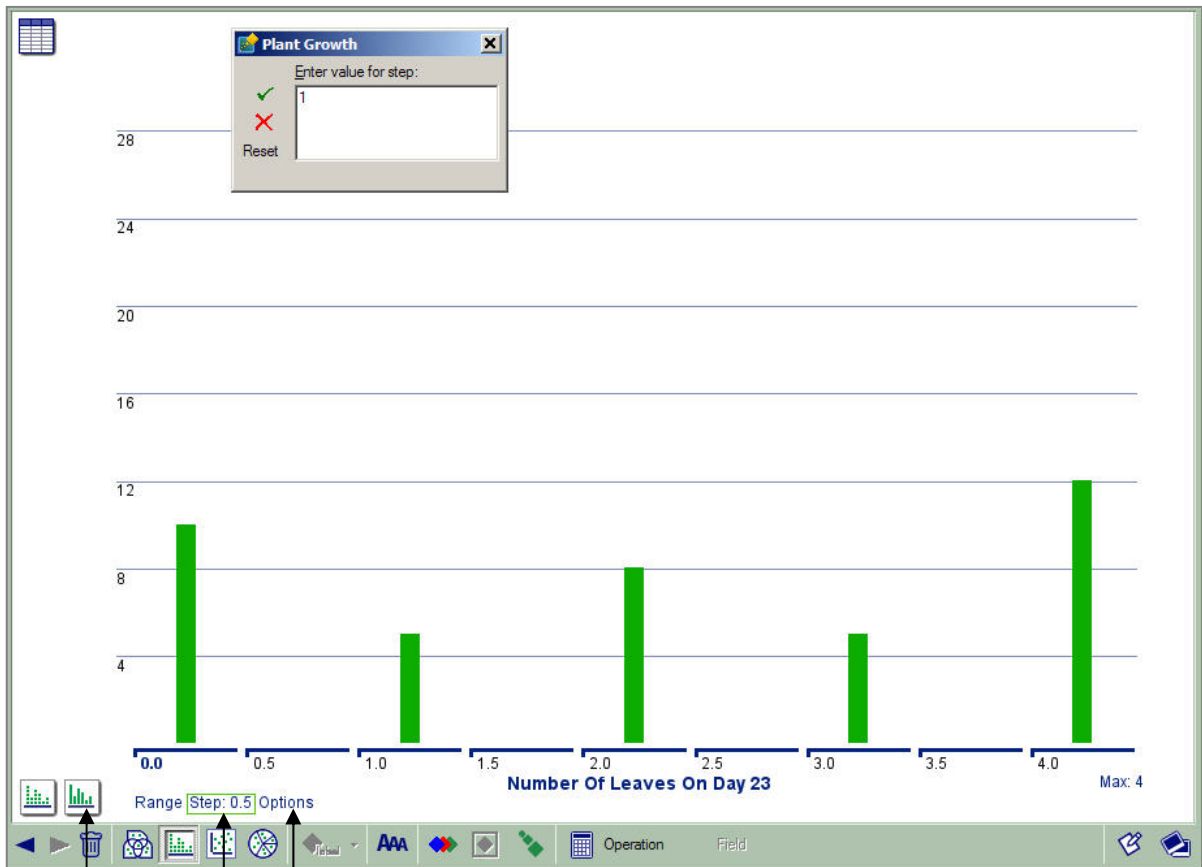 Plant Growth
Enter value for step:
1
Reset
28
24
20
16
12
8
4
0.0 0.5 1.0 1.5 2.0 2.5 3.0 3.5 4.0
Number Of Leaves On Day 23
Max: 4
Range Step: 0.5 Options
AAA Operation Field